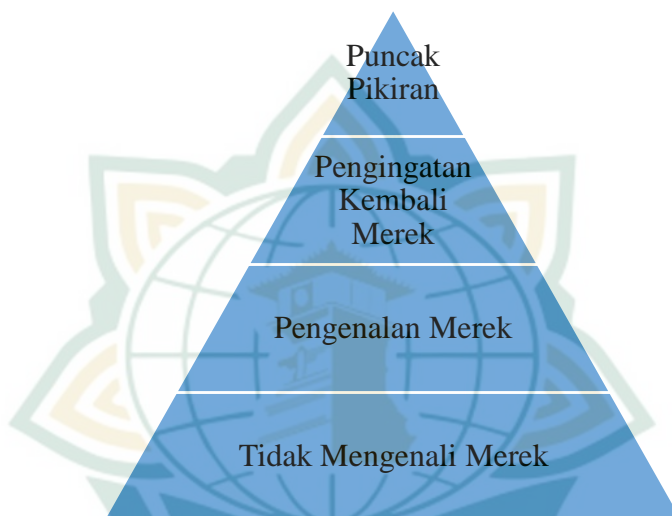 Puncak
Pikiran
Pengingatan
Kembali
Merek
Pengenalan Merek
Tidak Mengenali Merek